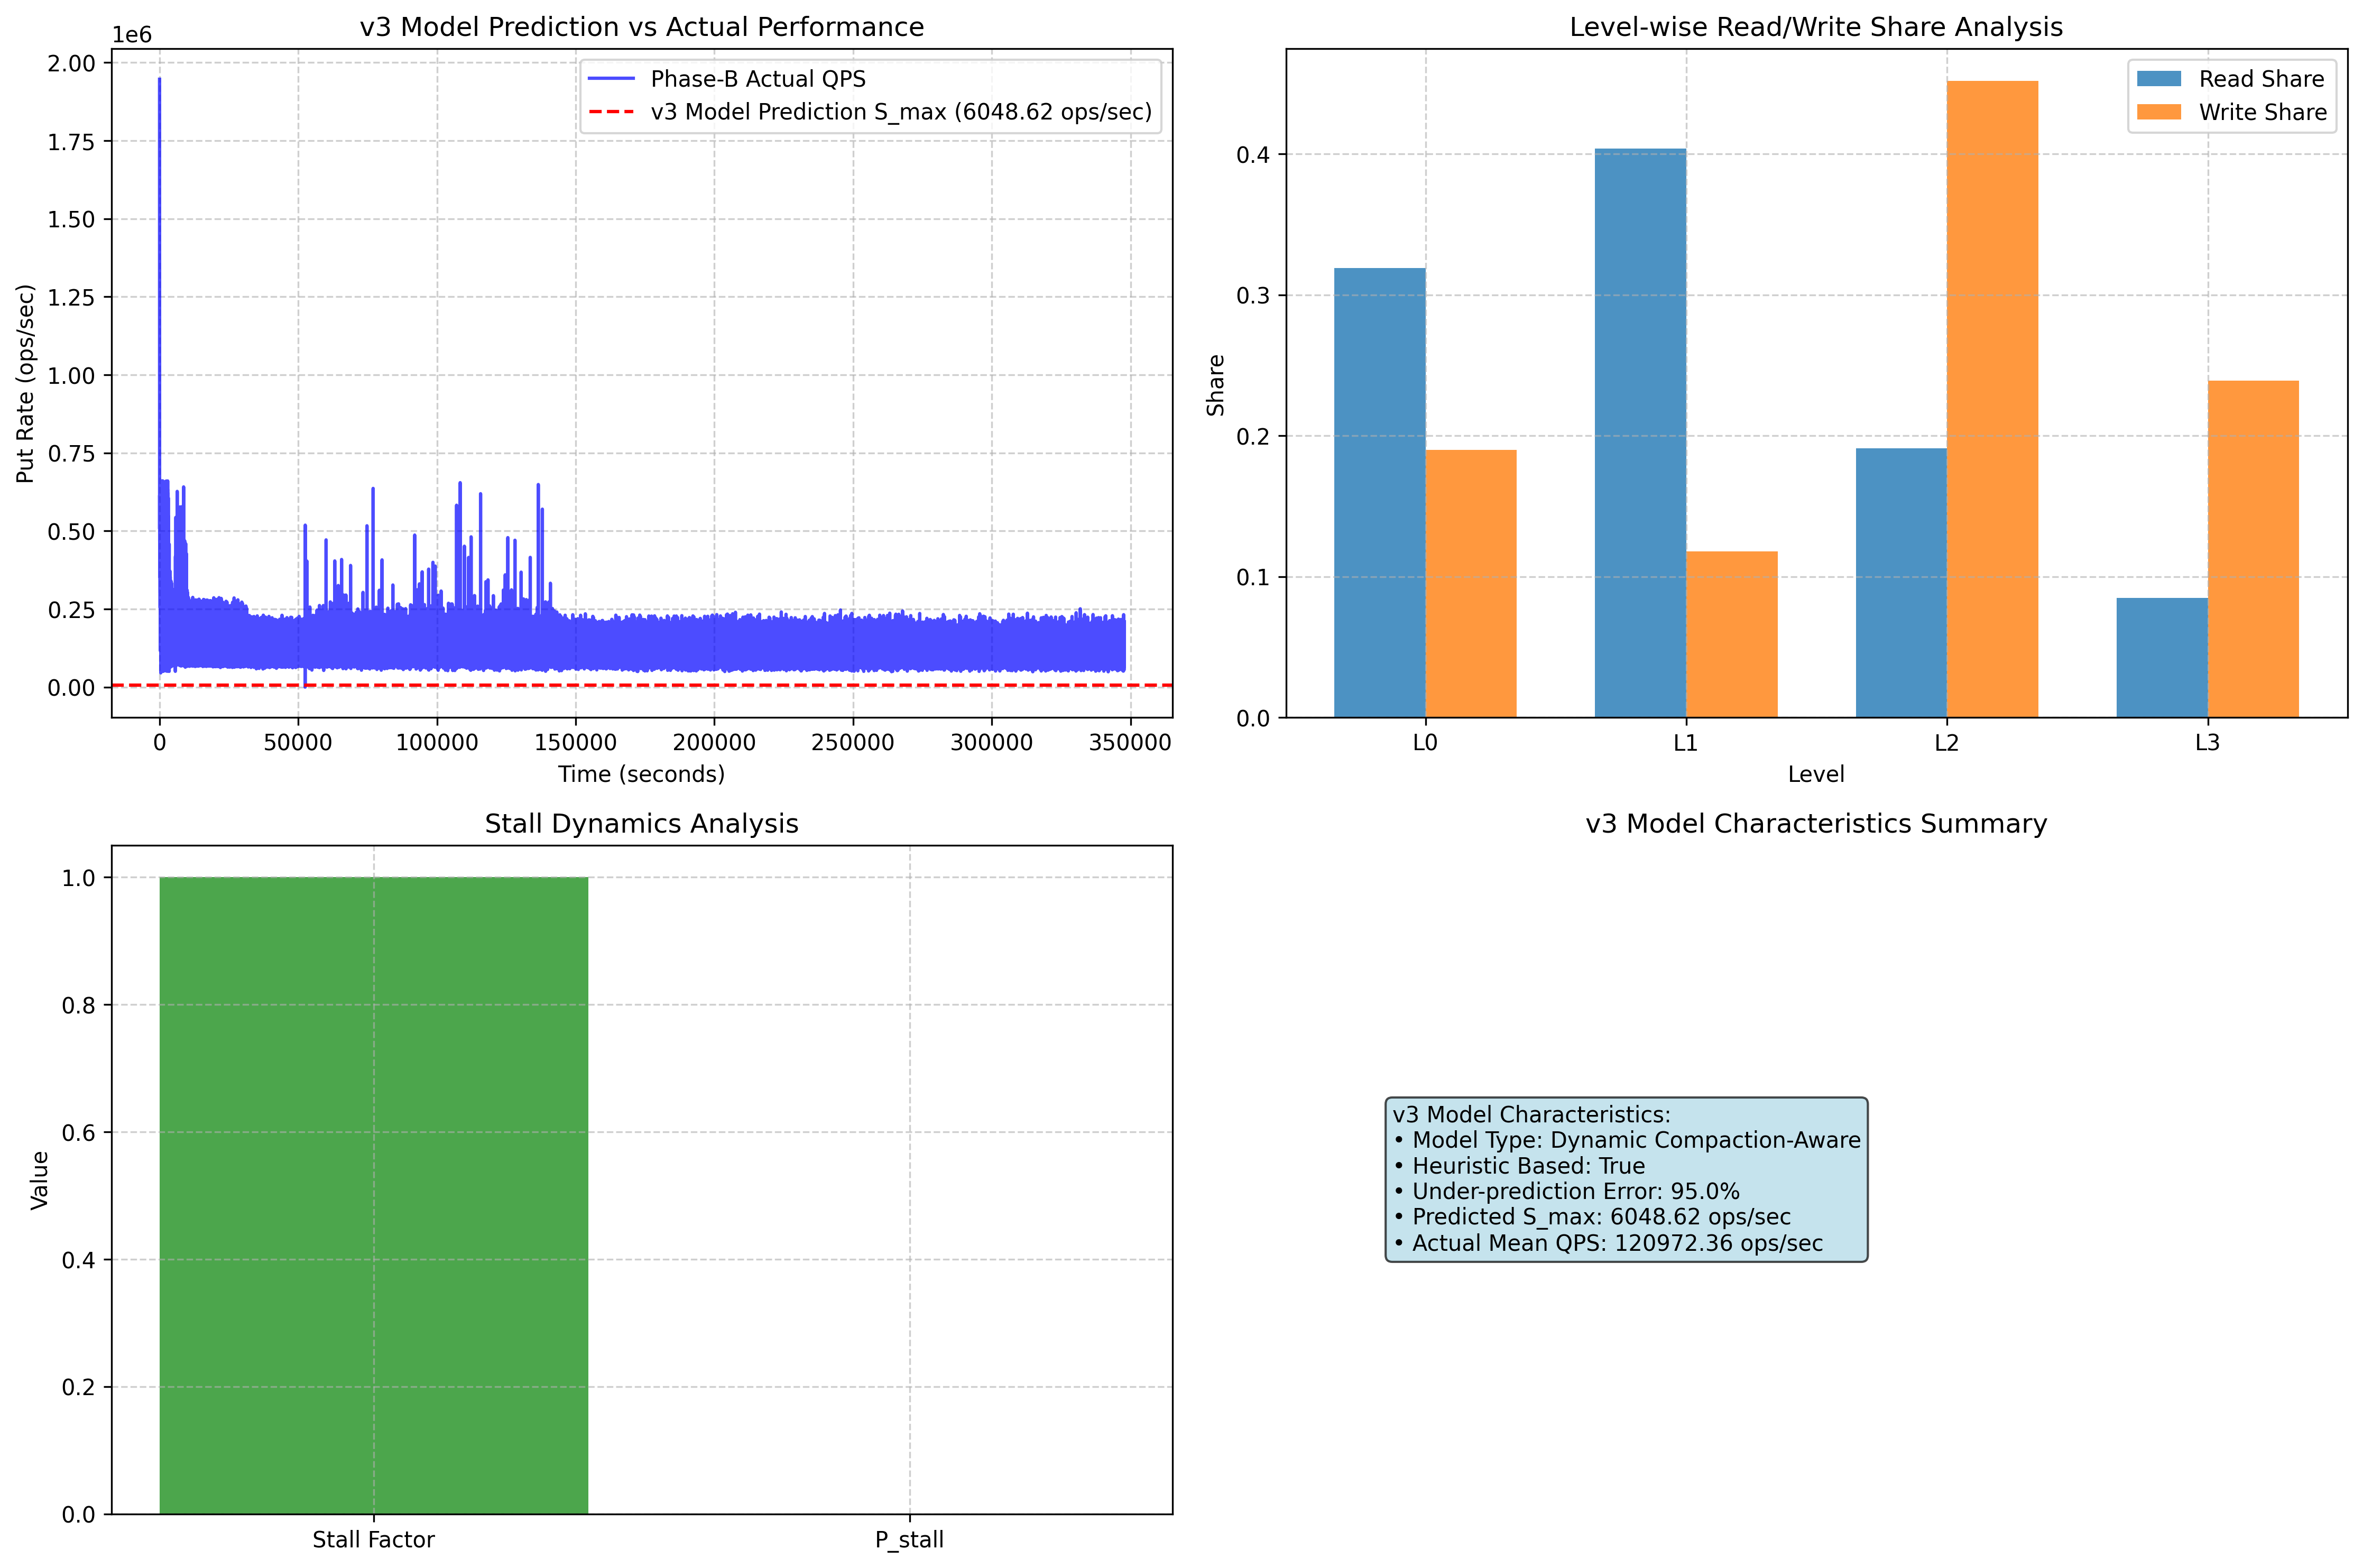 v3 Model Prediction vs Actual Performance
1e6
2.00
1.75
1.50
1.25
1.00
0.75
0.50
0.25
0.00
Put Rate (ops/sec)
Phase-B Actual QPS
v3 Model Prediction S_max (6048.62 ops/sec)
0 50000 100000 150000 200000 250000 300000 350000
Time (seconds)
Level-wise Read/Write Share Analysis
0.4
0.3
0.2
0.1
0.0
Share
Read Share
Write Share
L0 L1 L2 L3
Level
Stall Dynamics Analysis
1.0
0.8
0.6
0.4
0.2
0.0
Value
Stall Factor P_stall
v3 Model Characteristics Summary
v3 Model Characteristics:
• Model Type: Dynamic Compaction-Aware
• Heuristic Based: True
• Under-prediction Error: 95.0%
• Predicted S_max: 6048.62 ops/sec
• Actual Mean QPS: 120972.36 ops/sec